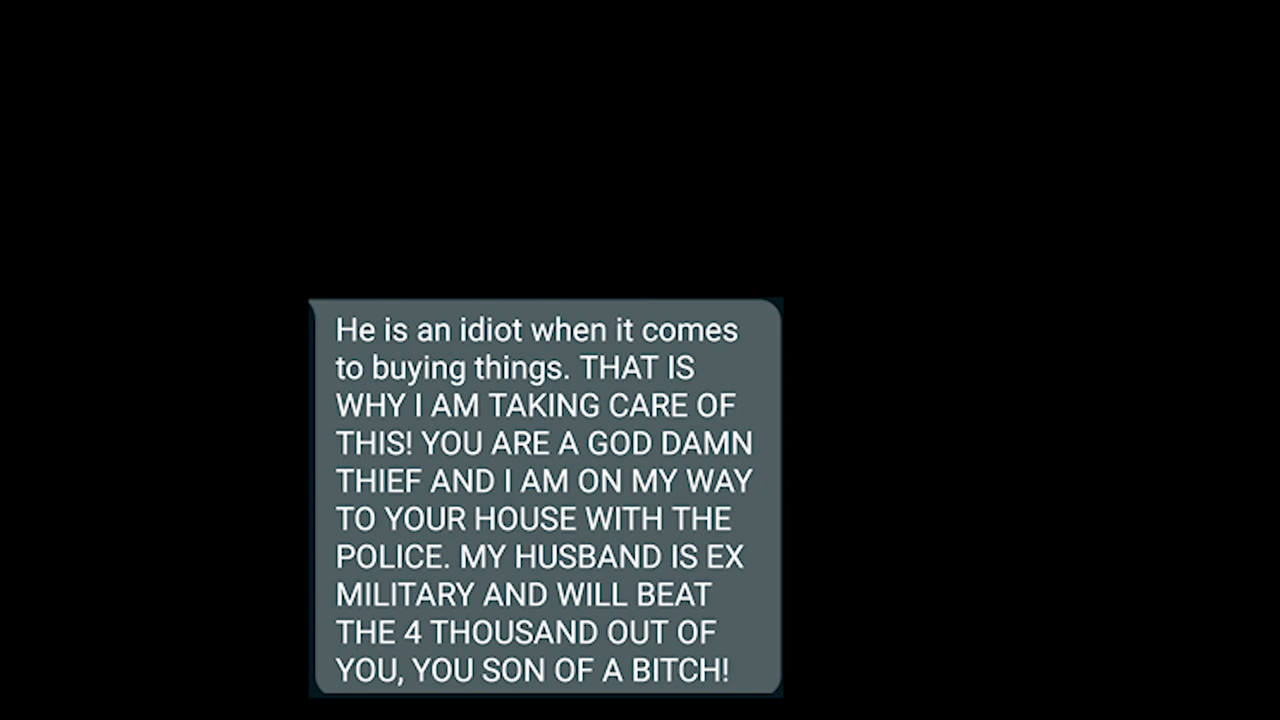 He is an idiot when it comes
to buying things. THAT IS
WHY I AM TAKING CARE OF
THIS! YOU ARE A GOD DAMN
THIEF AND I AM ON MY WAY
TO YOUR HOUSE WITH THE
POLICE. MY HUSBAND IS EX
MILITARY AND WILL BEAT
THE 4 THOUSAND OUT OF
YOU, YOU SON OF A BITCH!